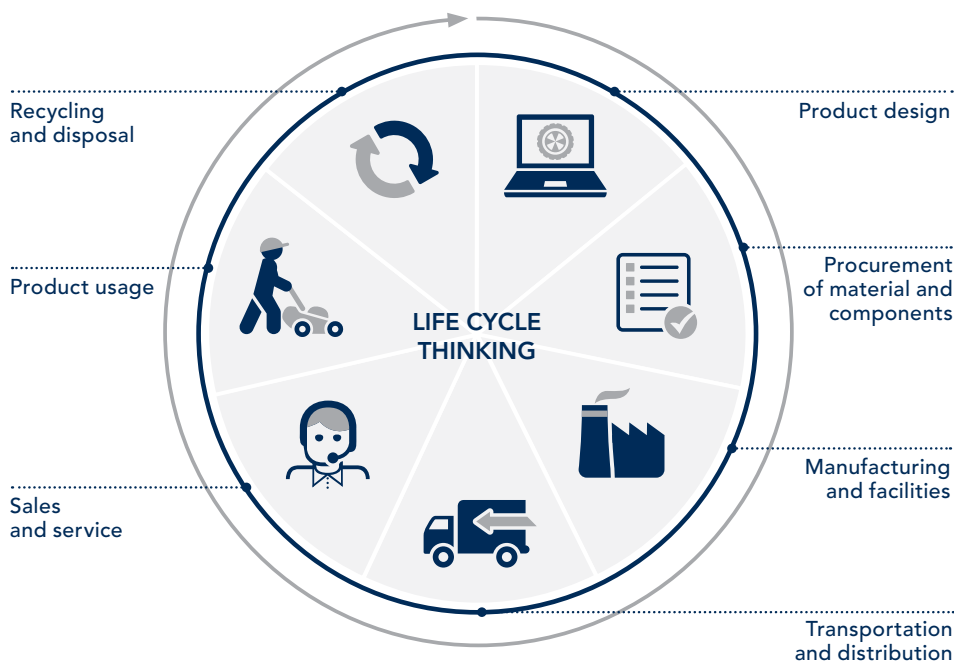 Recycling
and disposal
Product design
Product usage
Procurement
of material and
components
LIFE CYCLE
THINKING
Manufacturing
and facilities
Sales
and service
Transportation
and distribution